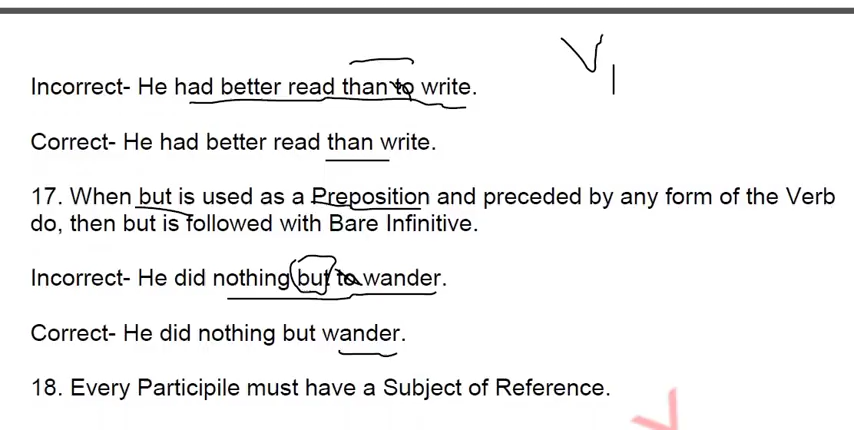 V1
Incorrect- He had better read than to write.
Correct- He had better read than write.
17. When but is used as a Preposition and preceded by any form of the Verb
do, then but is followed with Bare Infinitive.
Incorrect- He did nothing but to wander.
Correct- He did nothing but wander.
18. Every Participile must have a Subject of Reference.